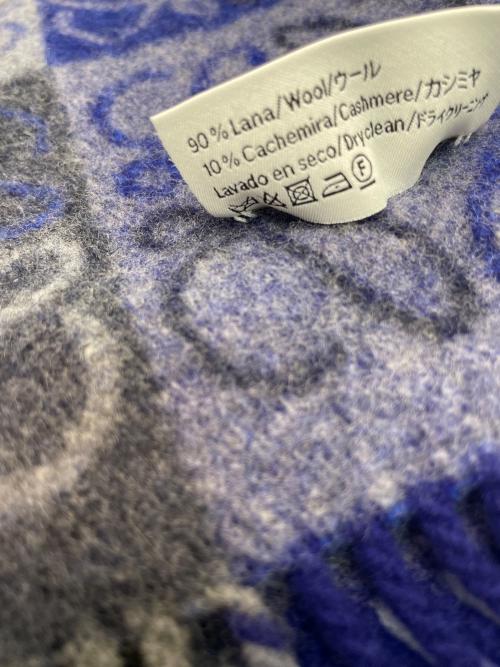 90 % Lana/Wool/ウール
10 % Cachemira/Cashmere/カシミヤ
Lavado en seco/Dryclean/ドライクリーニング
F